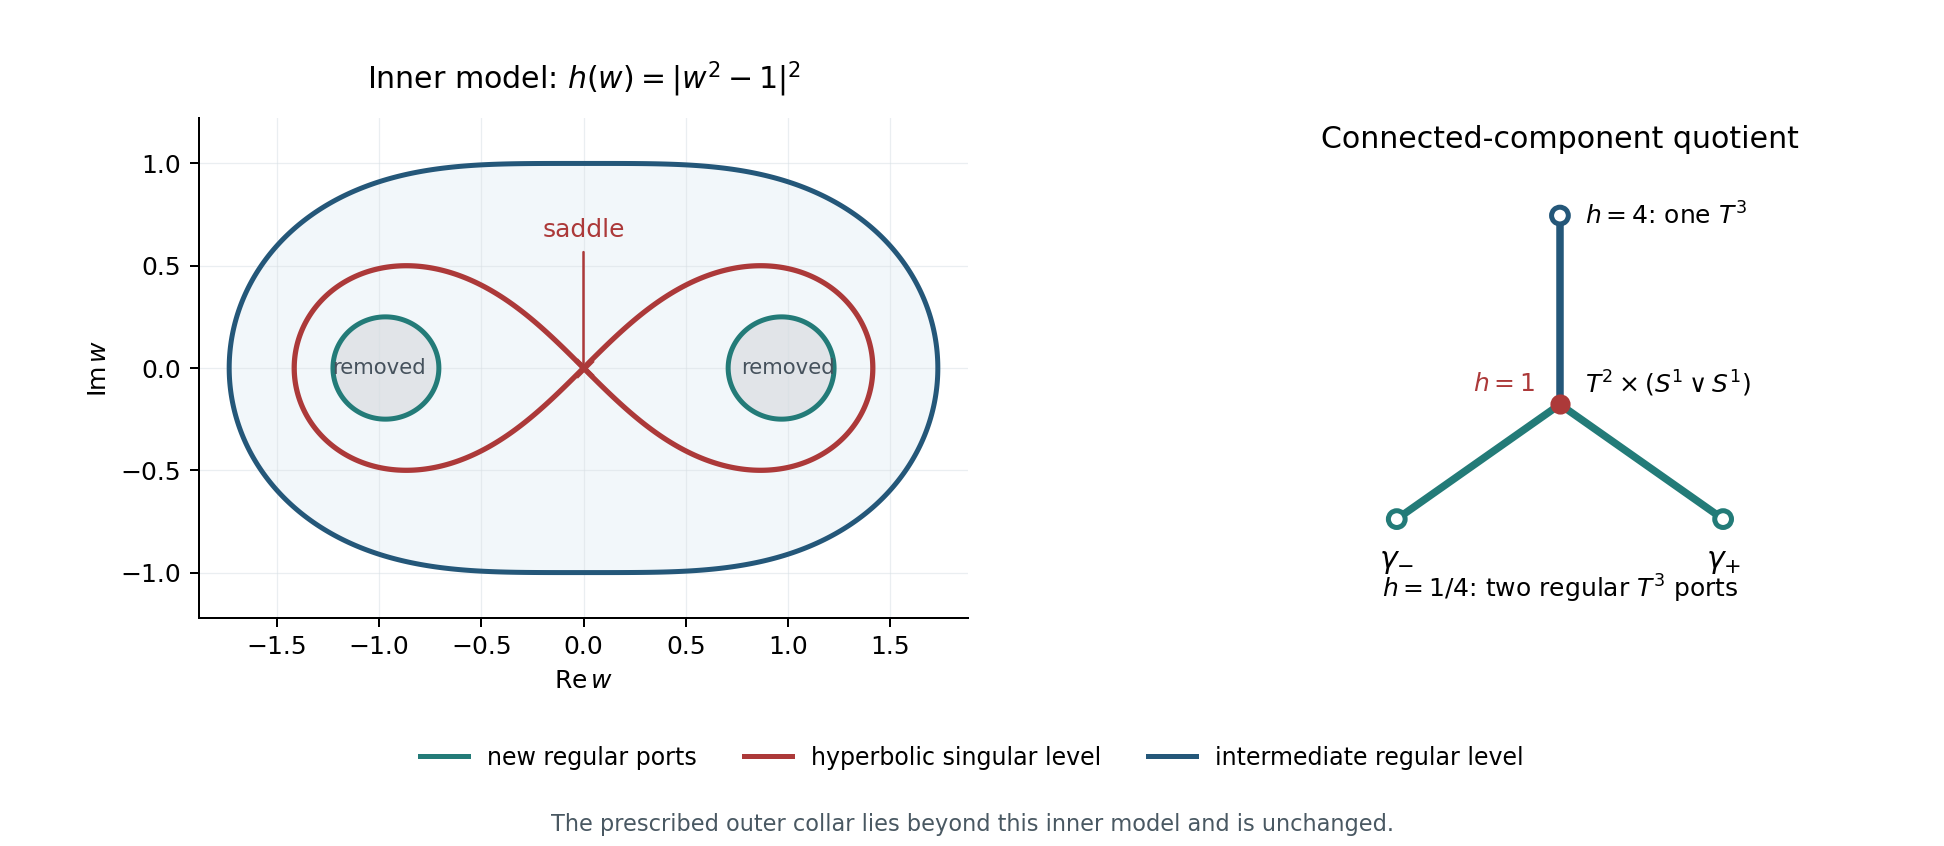 Inner model: h(w) = |w² − 1|²
1.0
0.5
0.0
−0.5
−1.0
Im w
saddle
removed
removed
−1.5
−1.0
−0.5
0.0
0.5
1.0
1.5
Re w
Connected-component quotient
h = 4: one T³
h = 1
T² × (S¹ ∨ S¹)
γ₋
γ₊
h = 1/4: two regular T³ ports
new regular ports
hyperbolic singular level
intermediate regular level
The prescribed outer collar lies beyond this inner model and is unchanged.